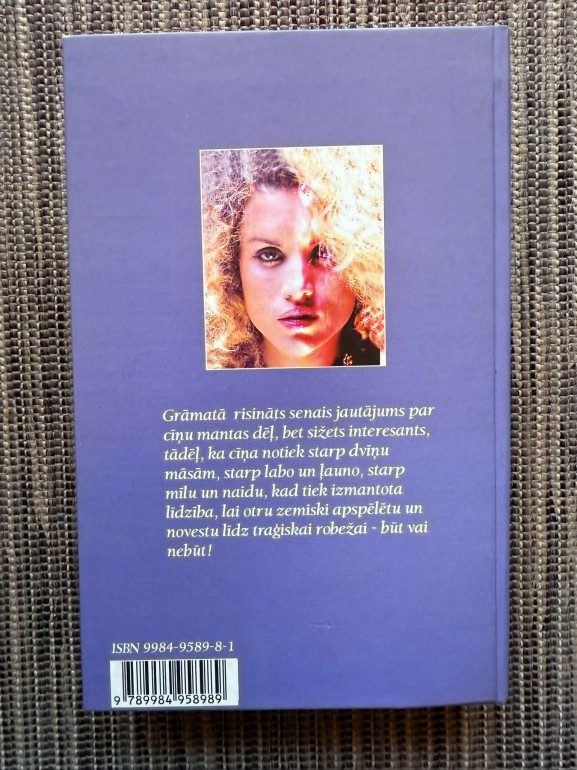 Grāmatā risināts senais jautājums par
cīņu mantas dēļ, bet sižets interesants,
tādēļ, ka cīņa notiek starp dvīņu
māsām, starp labo un ļauno, starp
mīlu un naidu, kad tiek izmantota
līdzība, lai otru zemiski apspēlētu un
novestu līdz traģiskai robežai - būt vai
nebūt!
ISBN 9984-9589-8-1
9 789984 958989